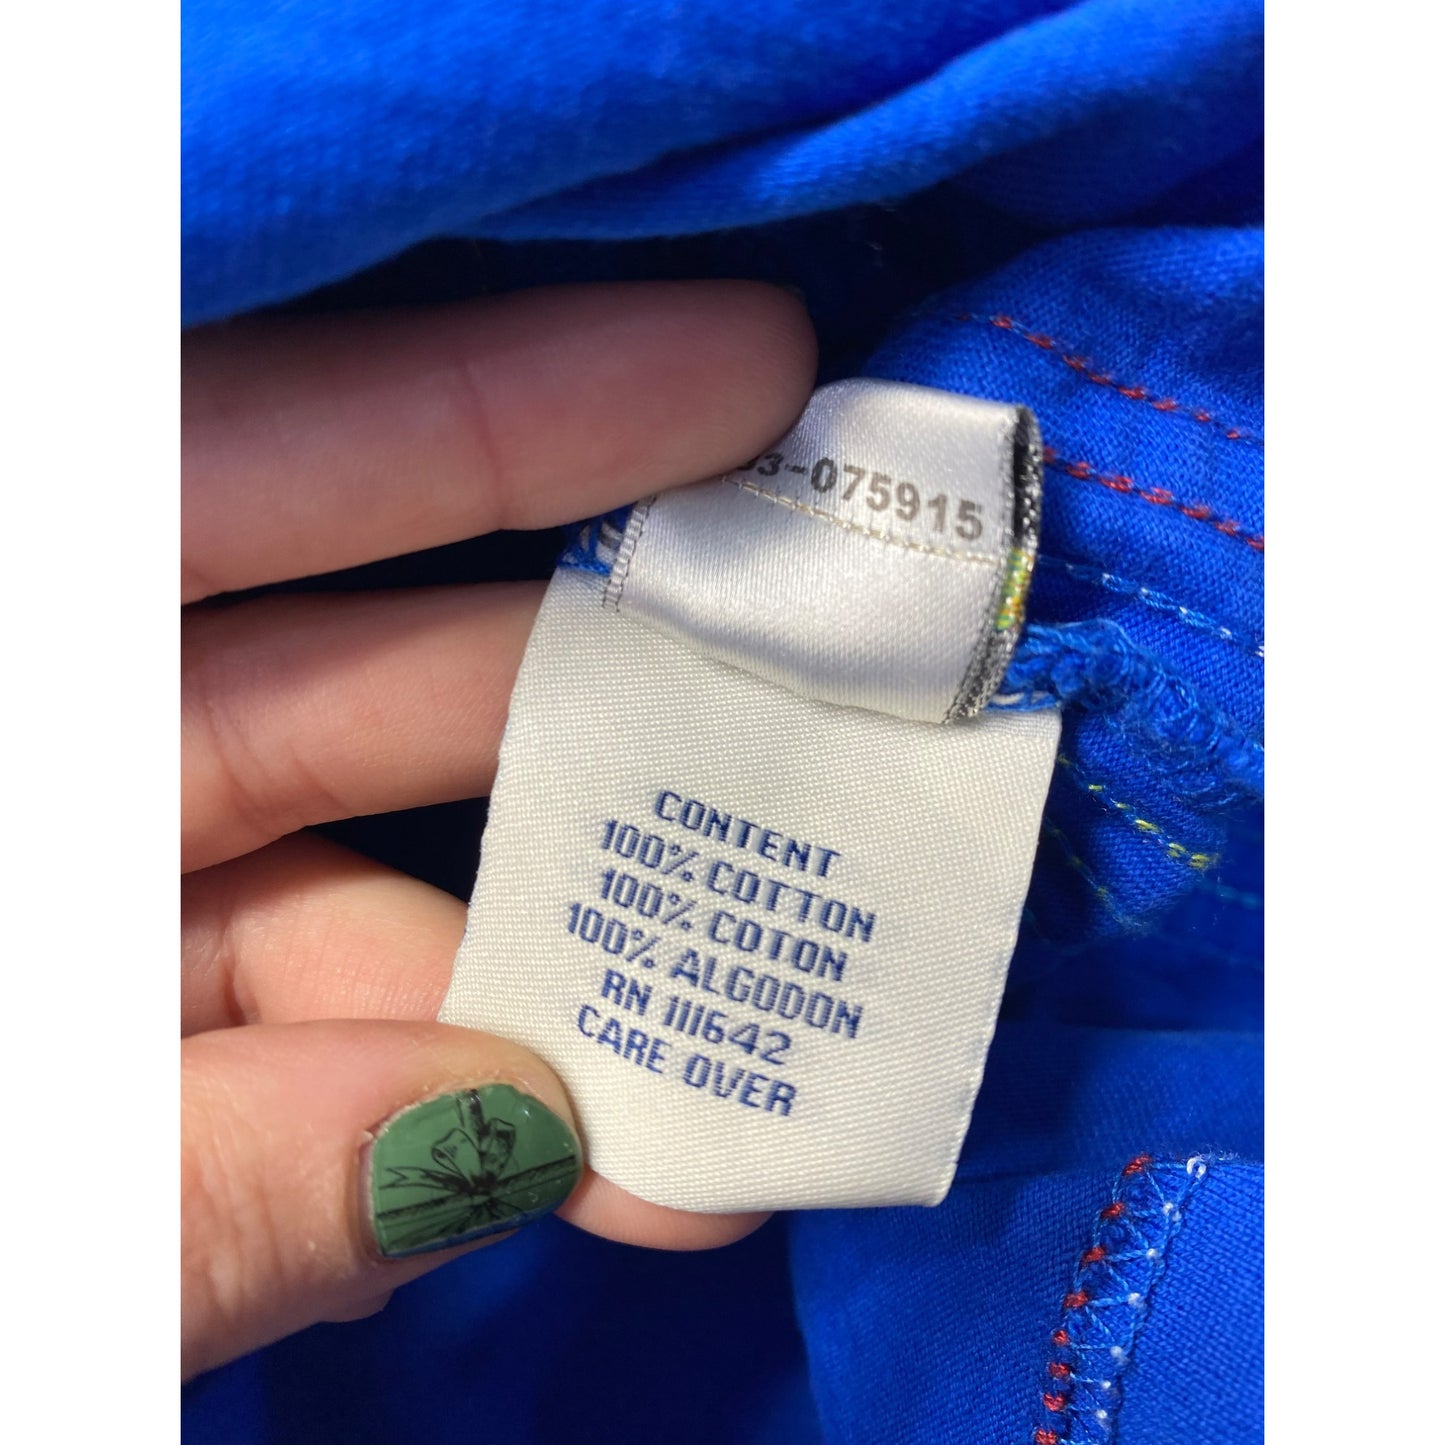 3-075915
CONTENT
100% COTTON
100% COTON
100% ALGODON
RN 111642
CARE OVER